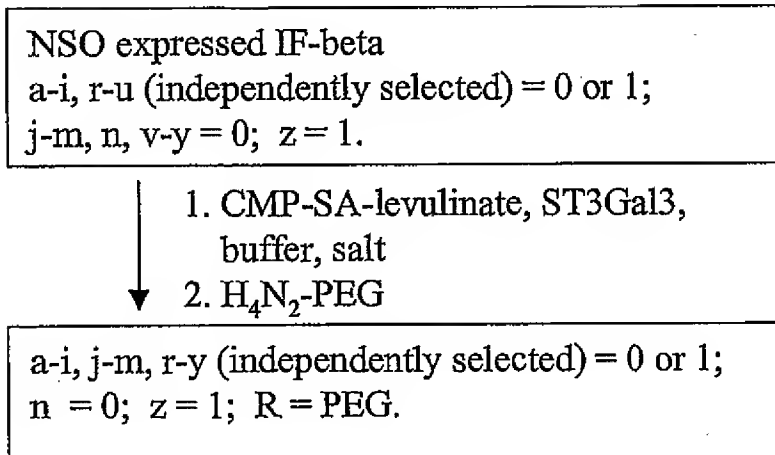 NSO expressed IF-beta
a-i, r-u (independently selected) = 0 or 1;
j-m, n, v-y = 0; z = 1.
1. CMP-SA-levulinate, ST3Gal3,
buffer, salt
2. H₄N₂-PEG
a-i, j-m, r-y (independently selected) = 0 or 1;
n = 0; z = 1; R = PEG.